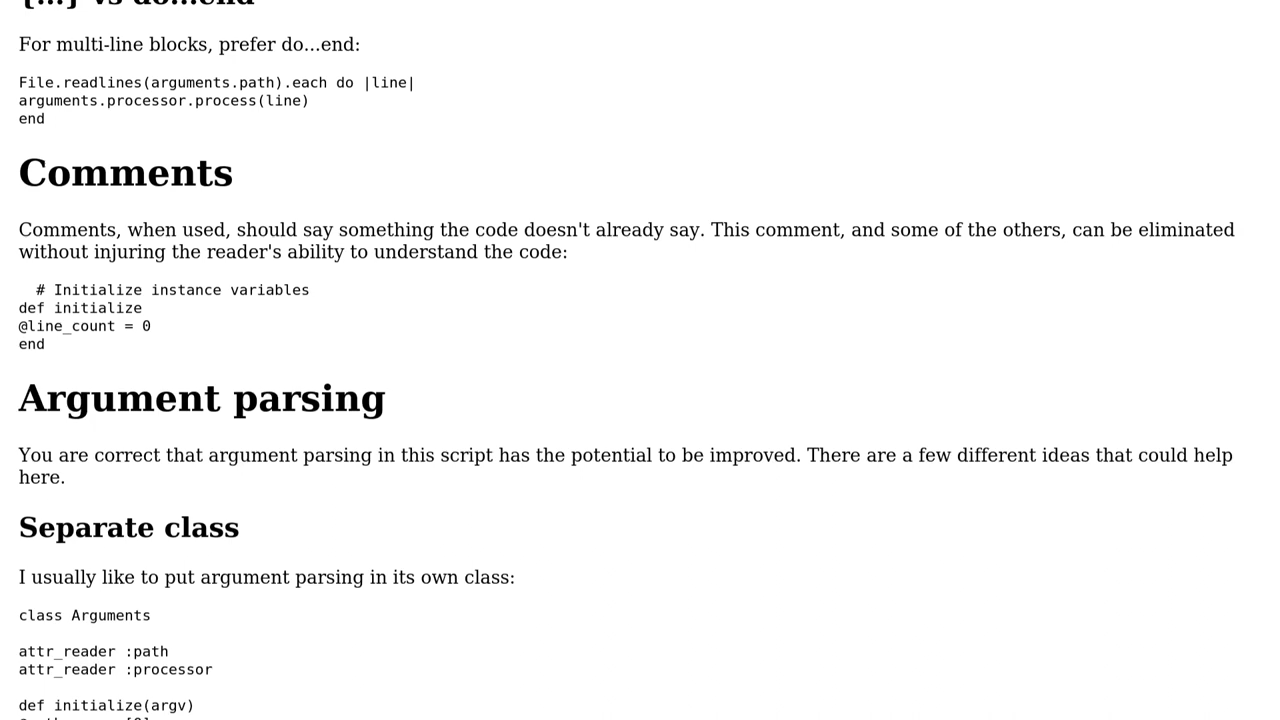 {...} vs do...end
For multi-line blocks, prefer do...end:
File.readlines(arguments.path).each do |line|
arguments.processor.process(line)
end
Comments
Comments, when used, should say something the code doesn't already say. This comment, and some of the others, can be eliminated
without injuring the reader's ability to understand the code:
  # Initialize instance variables
def initialize
@line_count = 0
end
Argument parsing
You are correct that argument parsing in this script has the potential to be improved. There are a few different ideas that could help
here.
Separate class
I usually like to put argument parsing in its own class:
class Arguments
attr_reader :path
attr_reader :processor
def initialize(argv)